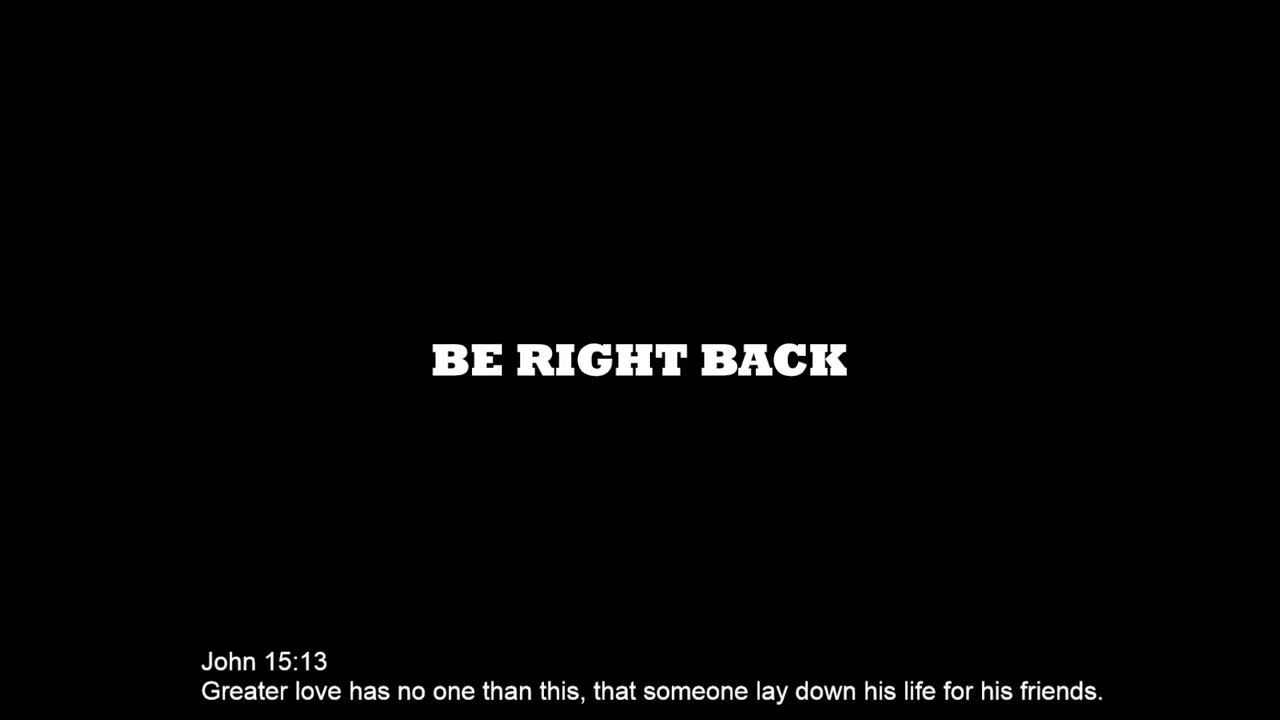 BE RIGHT BACK
John 15:13
Greater love has no one than this, that someone lay down his life for his friends.